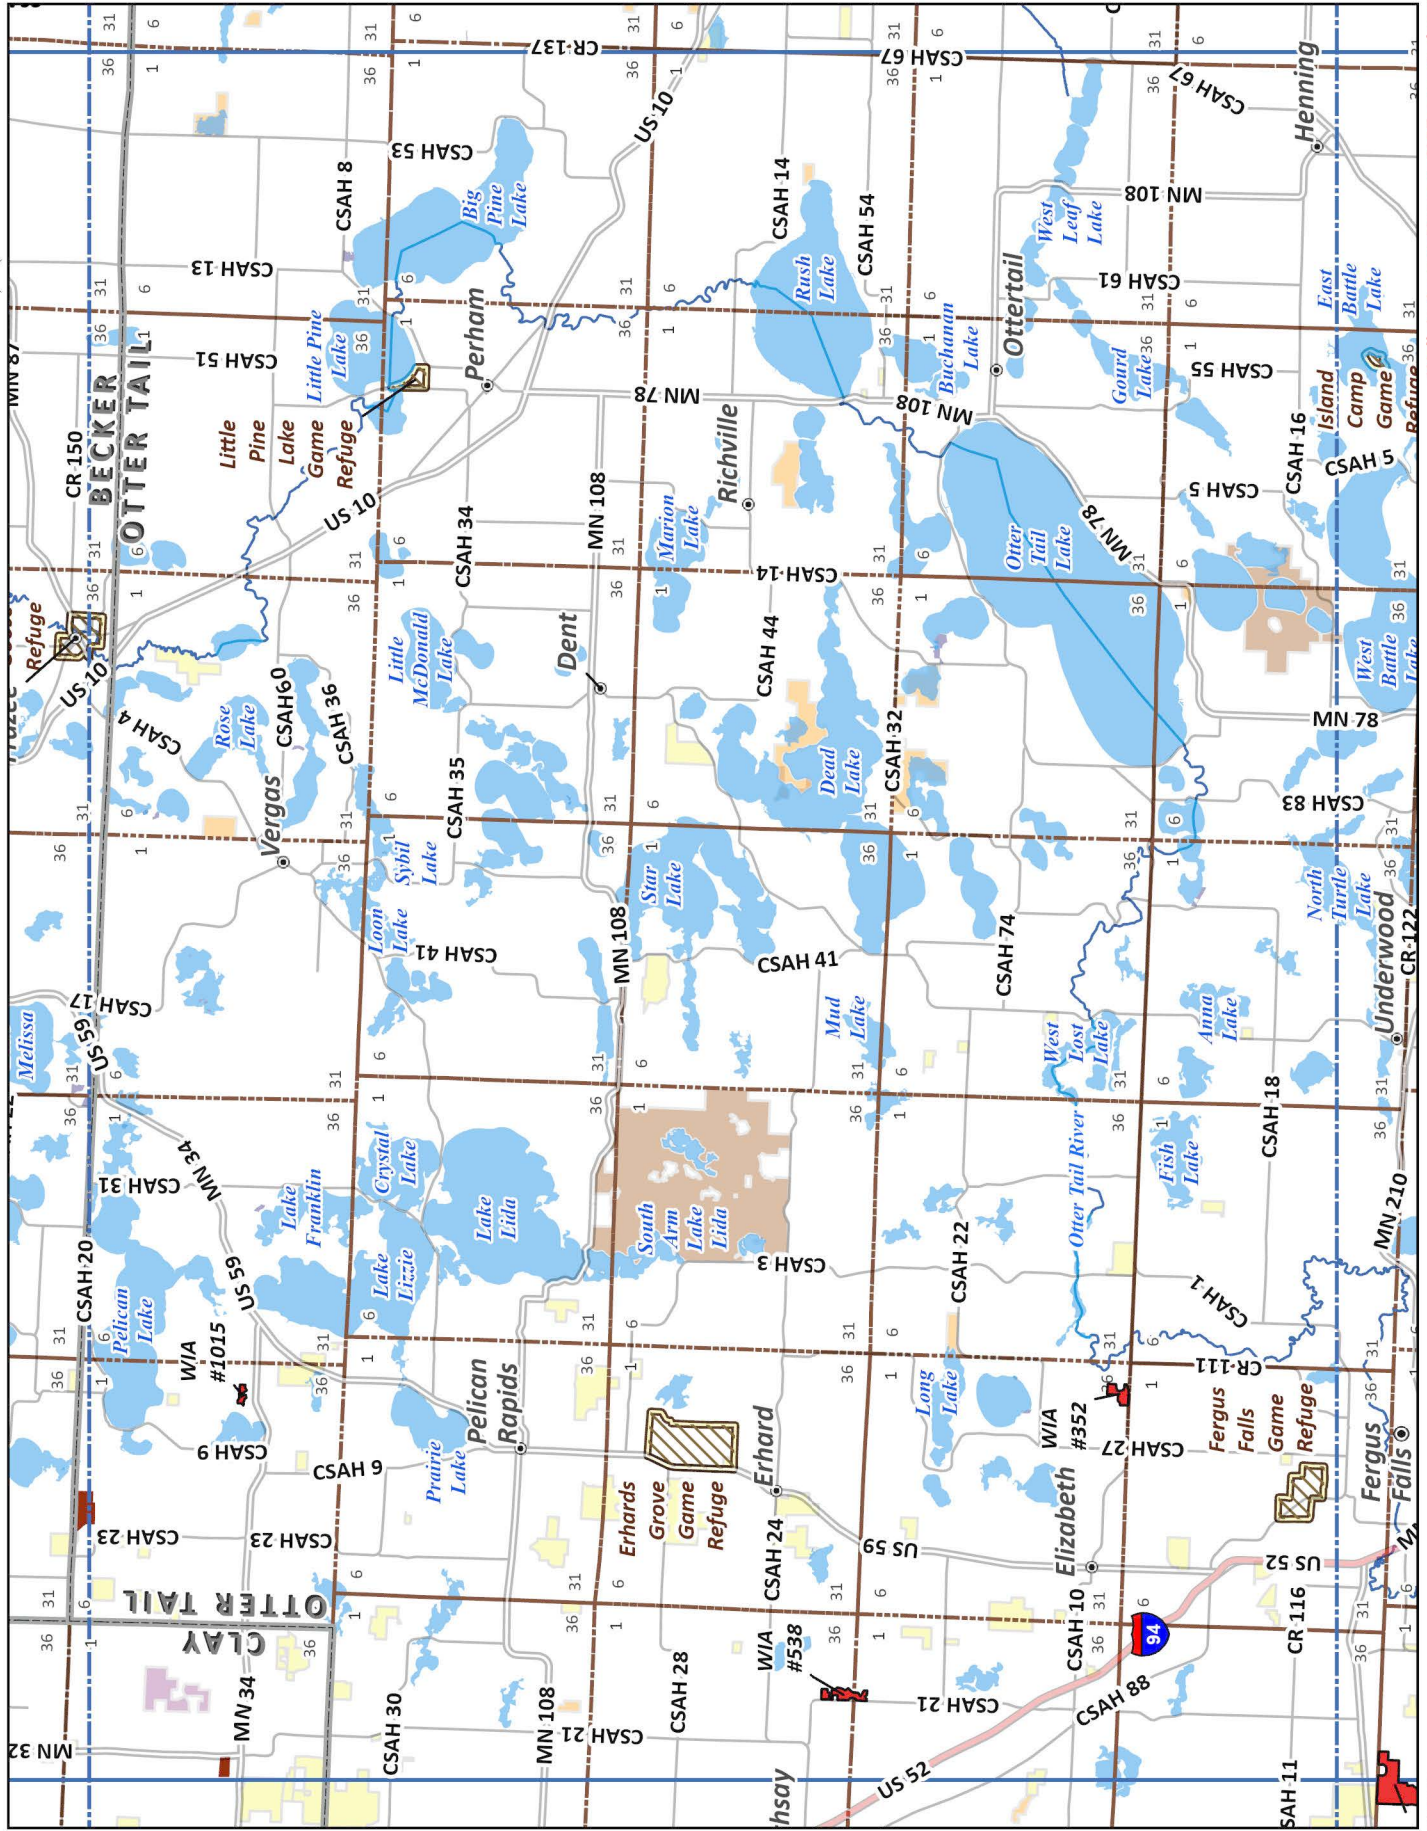 MN 87
CR 150
BECKER
OTTER TAIL
MN 32
CSAH 20
US 59
CSAH 17
US 10
Refuge
Melissa
CLAY
OTTER TAIL
MN 34
CSAH 23
CSAH 23
CSAH 9
CSAH 9
WIA
#1015
Pelican
Lake
CSAH 31
MN 34
US 59
Lake
Franklin
Vergas
CSAH 4
Rose
Lake
CSAH 60
CSAH 36
US 10
Little
Pine
Lake
Game
Refuge
Little Pine
Lake
CSAH 51
CSAH 13
CSAH 8
CSAH 53
CR 137
Big
Pine
Lake
Perham
CSAH 34
Little
McDonald
Lake
CSAH 35
Sybil
Lake
Loon
Lake
CSAH 41
Crystal
Lake
Lake
Lizzie
Lake
Lida
Prairie
Lake
Pelican
Rapids
CSAH 30
MN 108
CSAH 21
CSAH 28
Erhards
Grove
Game
Refuge
South
Arm
Lake
Lida
CSAH 3
MN 108
Star
Lake
CSAH 41
Dent
MN 108
Marion
Lake
Richville
MN 78
US 10
CSAH 14
CSAH 67
Rush
Lake
CSAH 54
CSAH 14
CSAH 44
Dead
Lake
CSAH 32
Mud
Lake
Erhard
CSAH 24
WIA
#538
US 59
CSAH 21
US 52
CSAH 22
Long
Lake
CSAH 74
Otter
Tail
Lake
MN 78
MN 108
Buchanan
Lake
Ottertail
West
Leaf
Lake
MN 108
CSAH 61
Gourd
Lake
CSAH 55
CSAH 67
Henning
East
Battle
Lake
Island
Camp
Game
Refuge
CSAH 16
CSAH 5
CSAH 5
West
Battle
Lake
MN 78
CSAH 83
North
Turtle
Lake
Underwood
CR 122
Anna
Lake
West
Lost
Lake
Otter Tail River
Fish
Lake
CSAH 18
MN 210
CSAH 1
CR 111
WIA
#352
CSAH 27
Fergus
Falls
Game
Refuge
Fergus
Falls
Elizabeth
CSAH 10
94
CSAH 88
US 52
CR 116